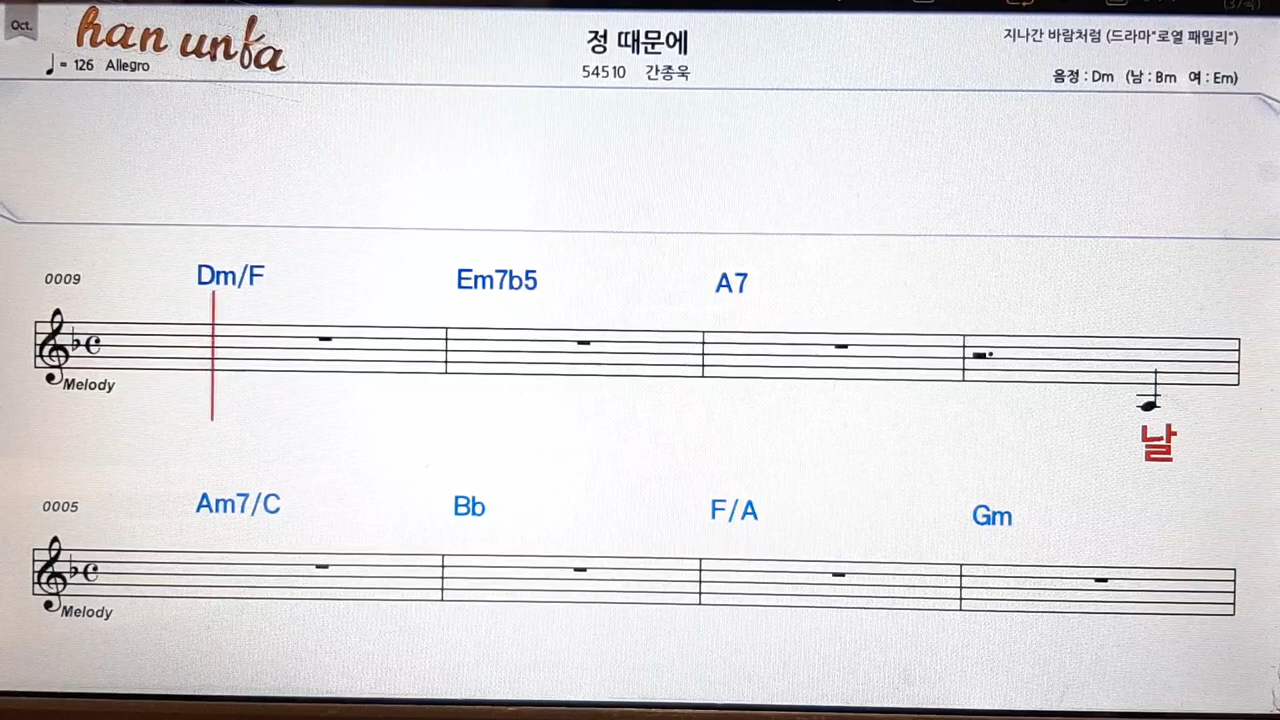 Oct.
han unfa
정 때문에
지나간 바람처럼 (드라마"로열 패밀리")
♩= 126 Allegro
54510 간종욱
음정 : Dm (남 : Bm 여 : Em)
0009
Dm/F Em7b5 A7
Melody
날
0005
Am7/C Bb F/A Gm
Melody